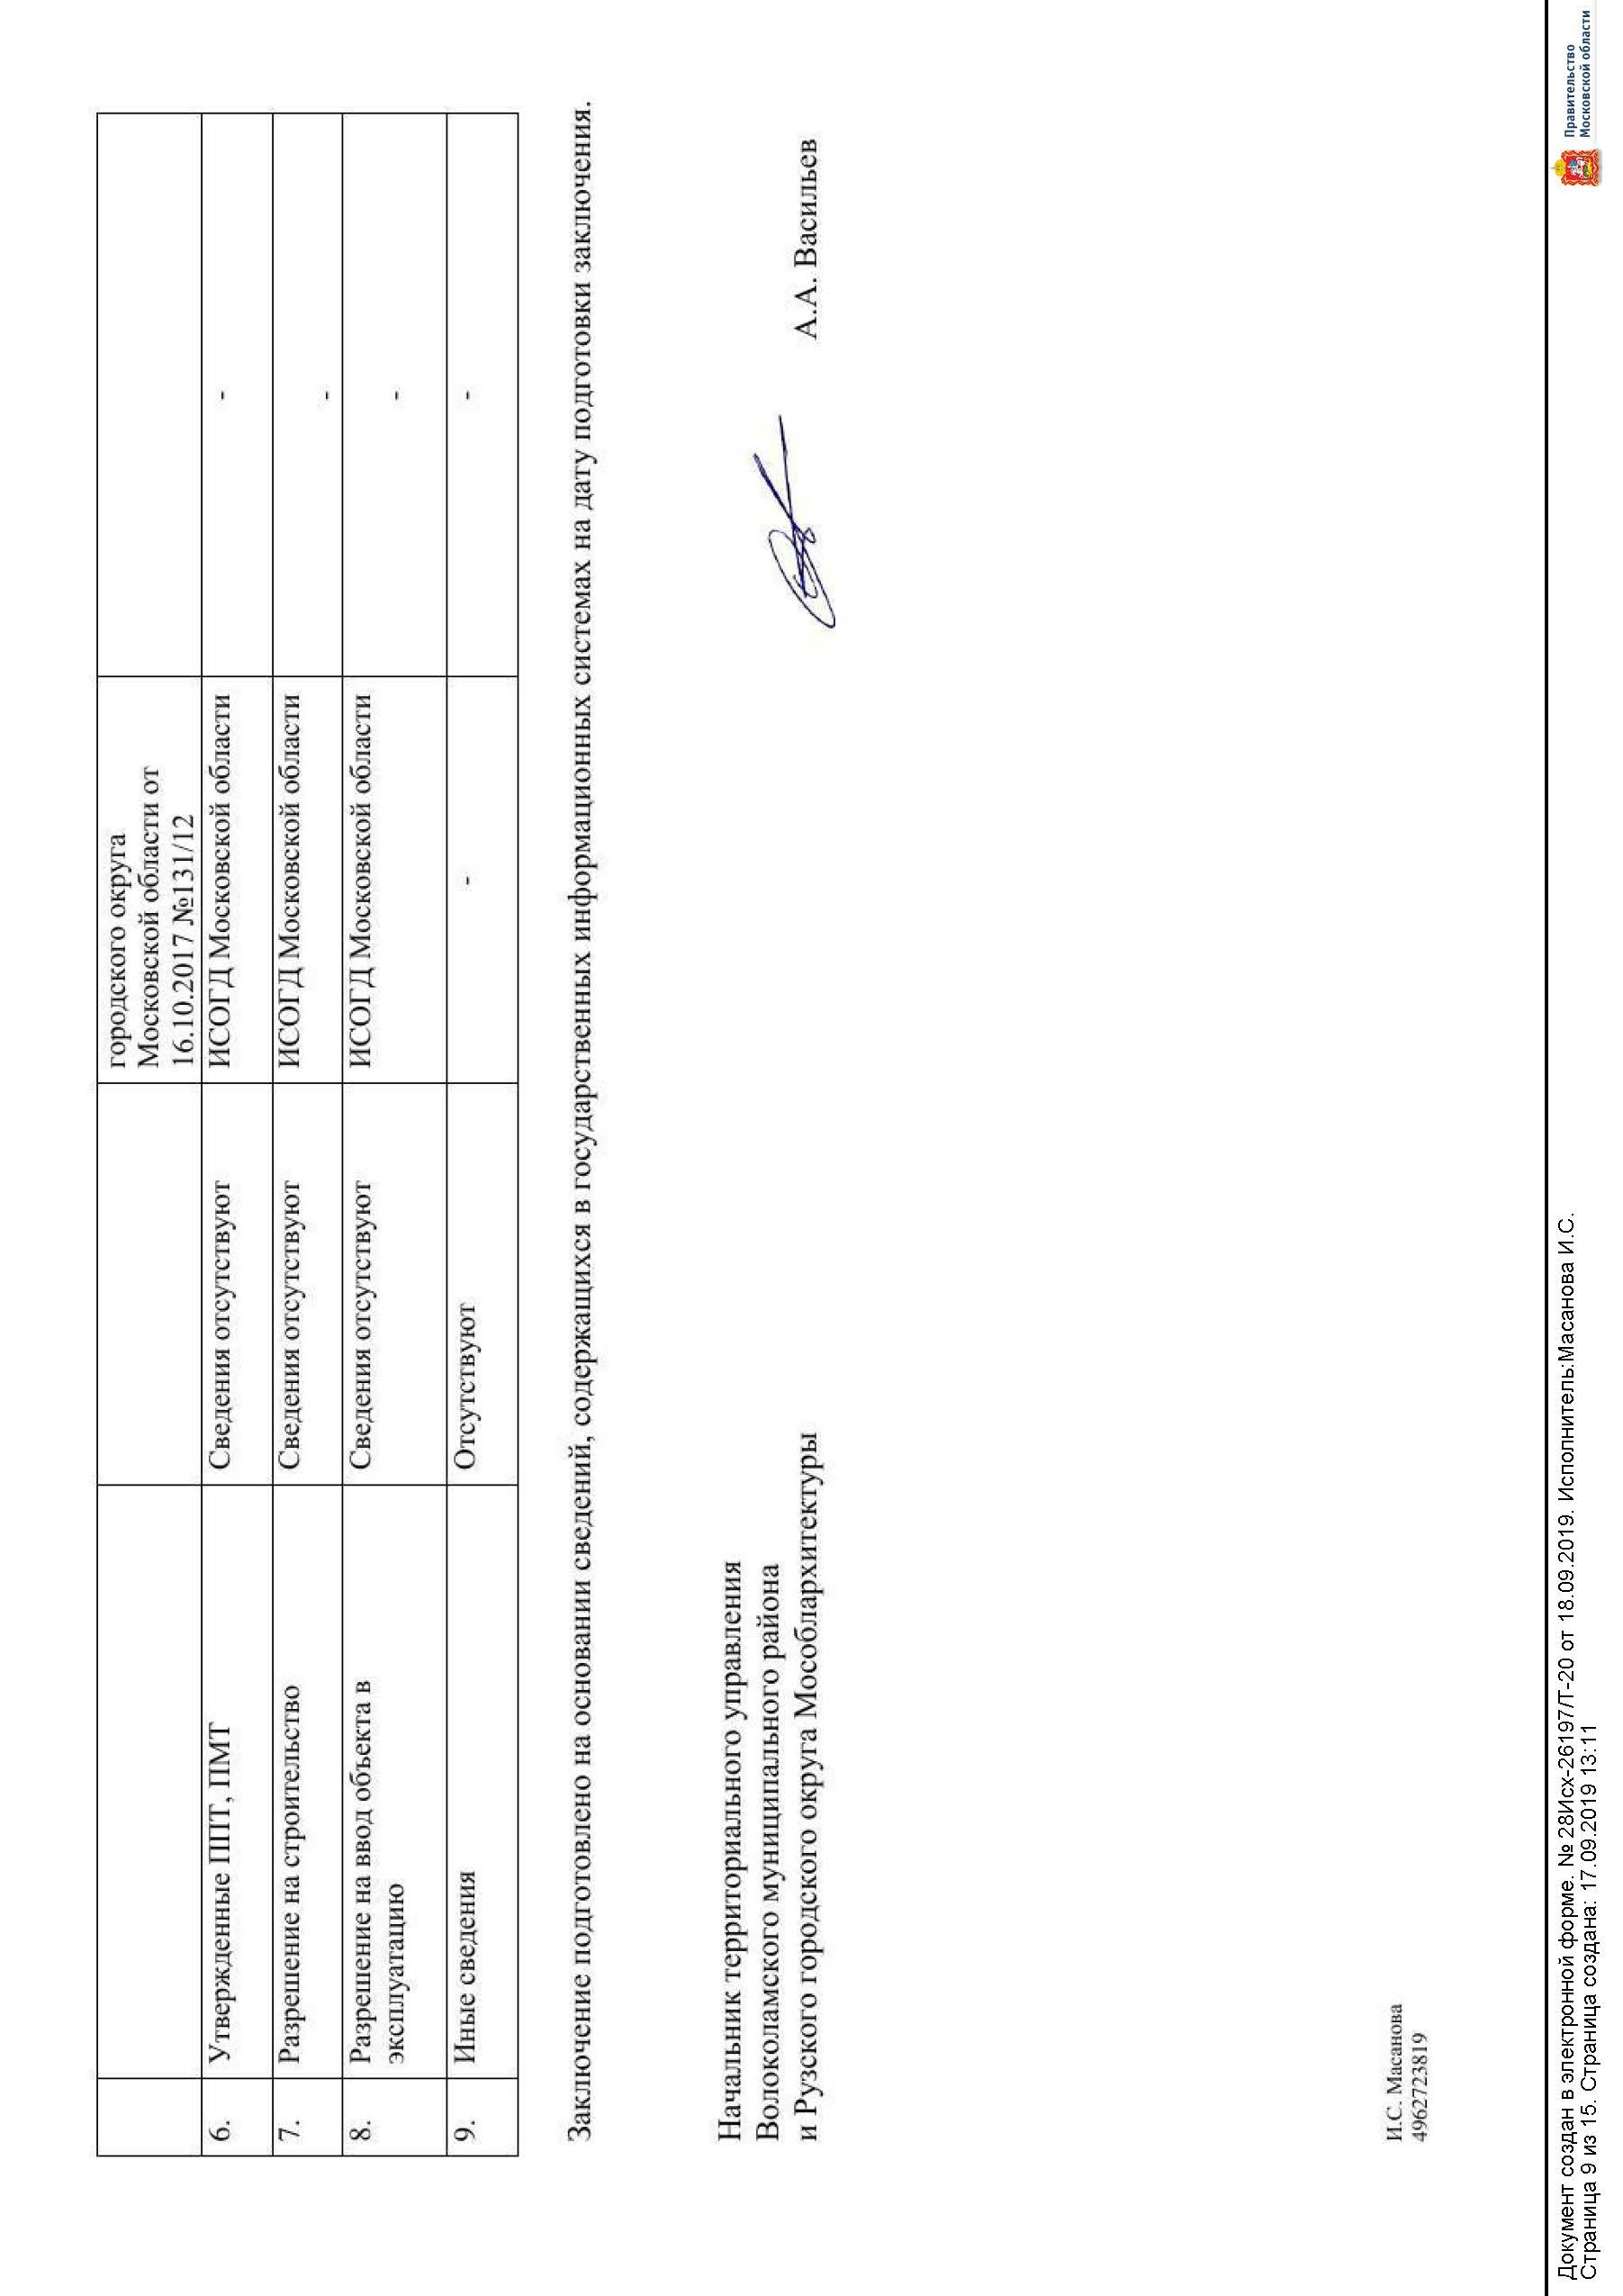 городского округа
Московской области от
16.10.2017 №131/12
6. Утвержденные ППТ, ПМТ Сведения отсутствуют ИСОГД Московской области -
7. Разрешение на строительство Сведения отсутствуют ИСОГД Московской области -
8. Разрешение на ввод объекта в Сведения отсутствуют ИСОГД Московской области
эксплуатацию -
9. Иные сведения Отсутствуют - -
Заключение подготовлено на основании сведений, содержащихся в государственных информационных системах на дату подготовки заключения.
Начальник территориального управления
Волоколамского муниципального района
и Рузского городского округа Мособлархитектуры А.А. Васильев
И.С. Масанова
4962723819
Документ создан в электронной форме. № 28Исх-26197/Т-20 от 18.09.2019. Исполнитель:Масанова И.С.
Страница 9 из 15. Страница создана: 17.09.2019 13:11
Правительство
Московской области